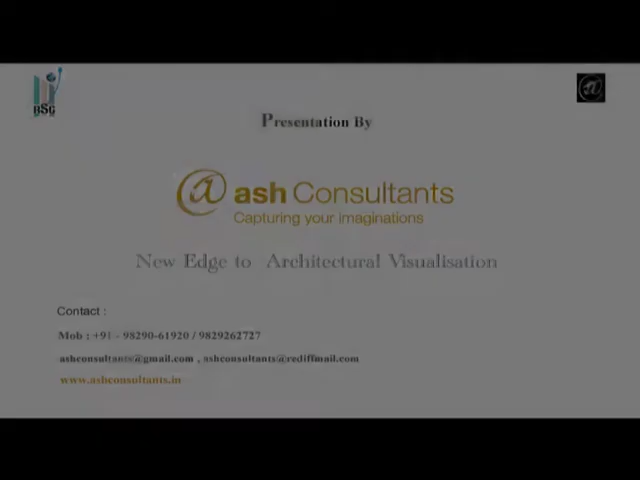 BSG
Presentation By
@ ash Consultants
Capturing your imaginations
New Edge to Architectural Visualisation
Contact :
Mob : +91 - 98290-61920 / 9829262727
ashconsultants@gmail.com , ashconsultants@rediffmail.com
www.ashconsultants.in